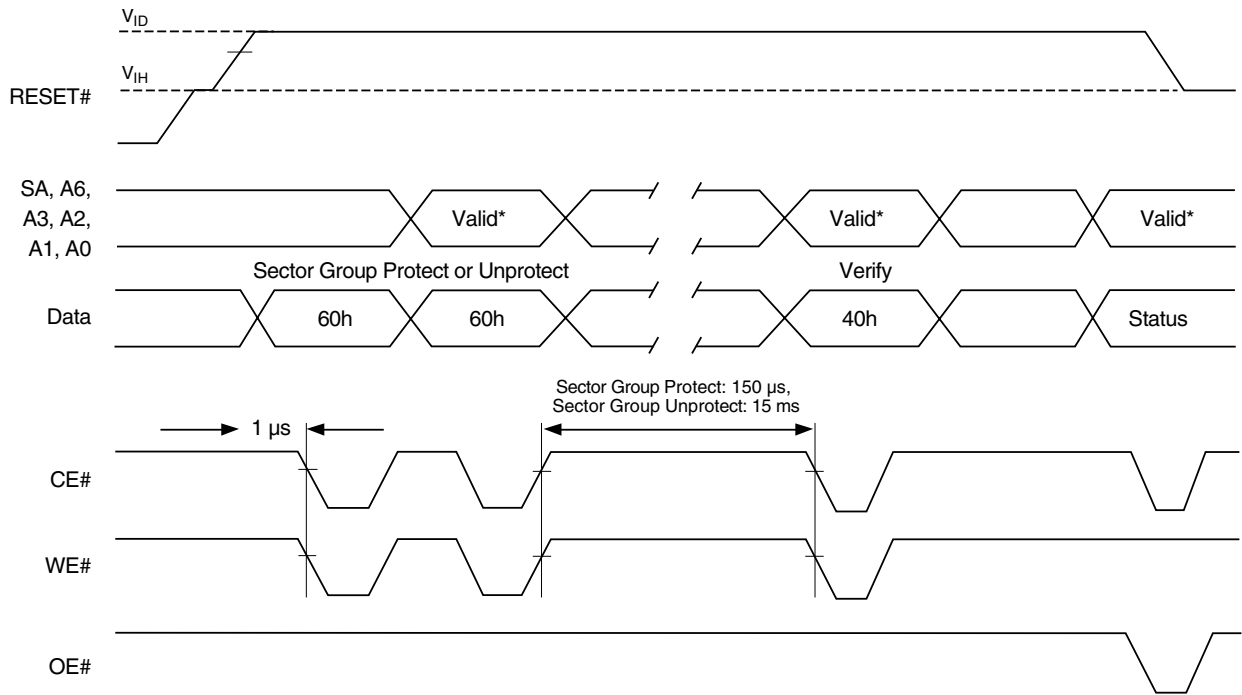 VID
VIH
RESET#
SA, A6,
A3, A2,
A1, A0
Valid*
Valid*
Valid*
Sector Group Protect or Unprotect
Verify
Data
60h
60h
40h
Status
Sector Group Protect: 150 µs,
Sector Group Unprotect: 15 ms
1 µs
CE#
WE#
OE#